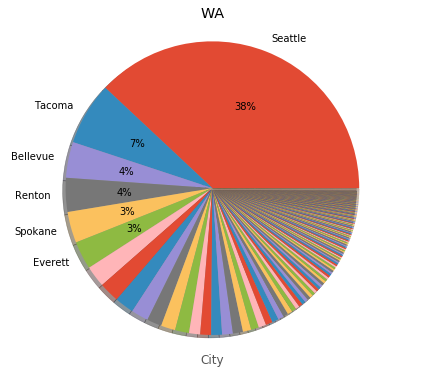 WA
Seattle
38%
Tacoma
7%
Bellevue
4%
Renton
4%
Spokane
3%
Everett
3%
City